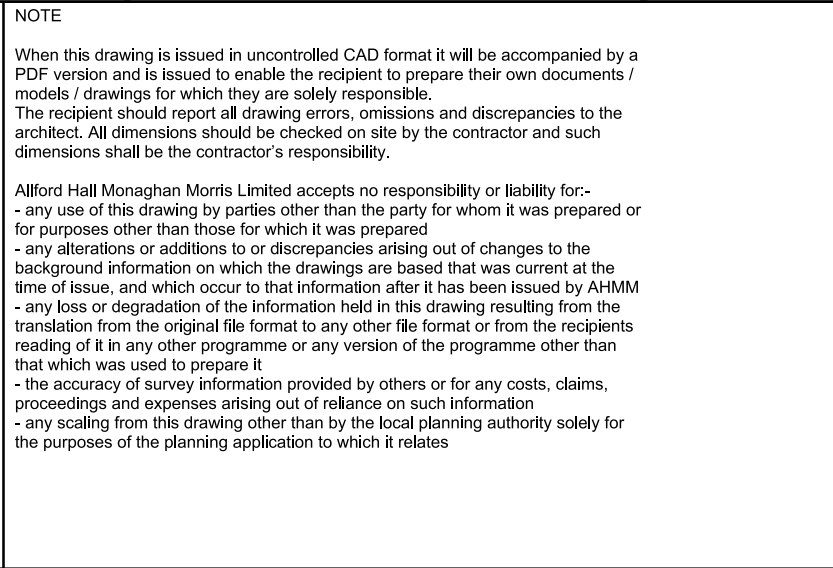 NOTE
When this drawing is issued in uncontrolled CAD format it will be accompanied by a
PDF version and is issued to enable the recipient to prepare their own documents /
models / drawings for which they are solely responsible.
The recipient should report all drawing errors, omissions and discrepancies to the
architect. All dimensions should be checked on site by the contractor and such
dimensions shall be the contractor's responsibility.
Allford Hall Monaghan Morris Limited accepts no responsibility or liability for:-
- any use of this drawing by parties other than the party for whom it was prepared or
for purposes other than those for which it was prepared
- any alterations or additions to or discrepancies arising out of changes to the
background information on which the drawings are based that was current at the
time of issue, and which occur to that information after it has been issued by AHMM
- any loss or degradation of the information held in this drawing resulting from the
translation from the original file format to any other file format or from the recipients
reading of it in any other programme or any version of the programme other than
that which was used to prepare it
- the accuracy of survey information provided by others or for any costs, claims,
proceedings and expenses arising out of reliance on such information
- any scaling from this drawing other than by the local planning authority solely for
the purposes of the planning application to which it relates